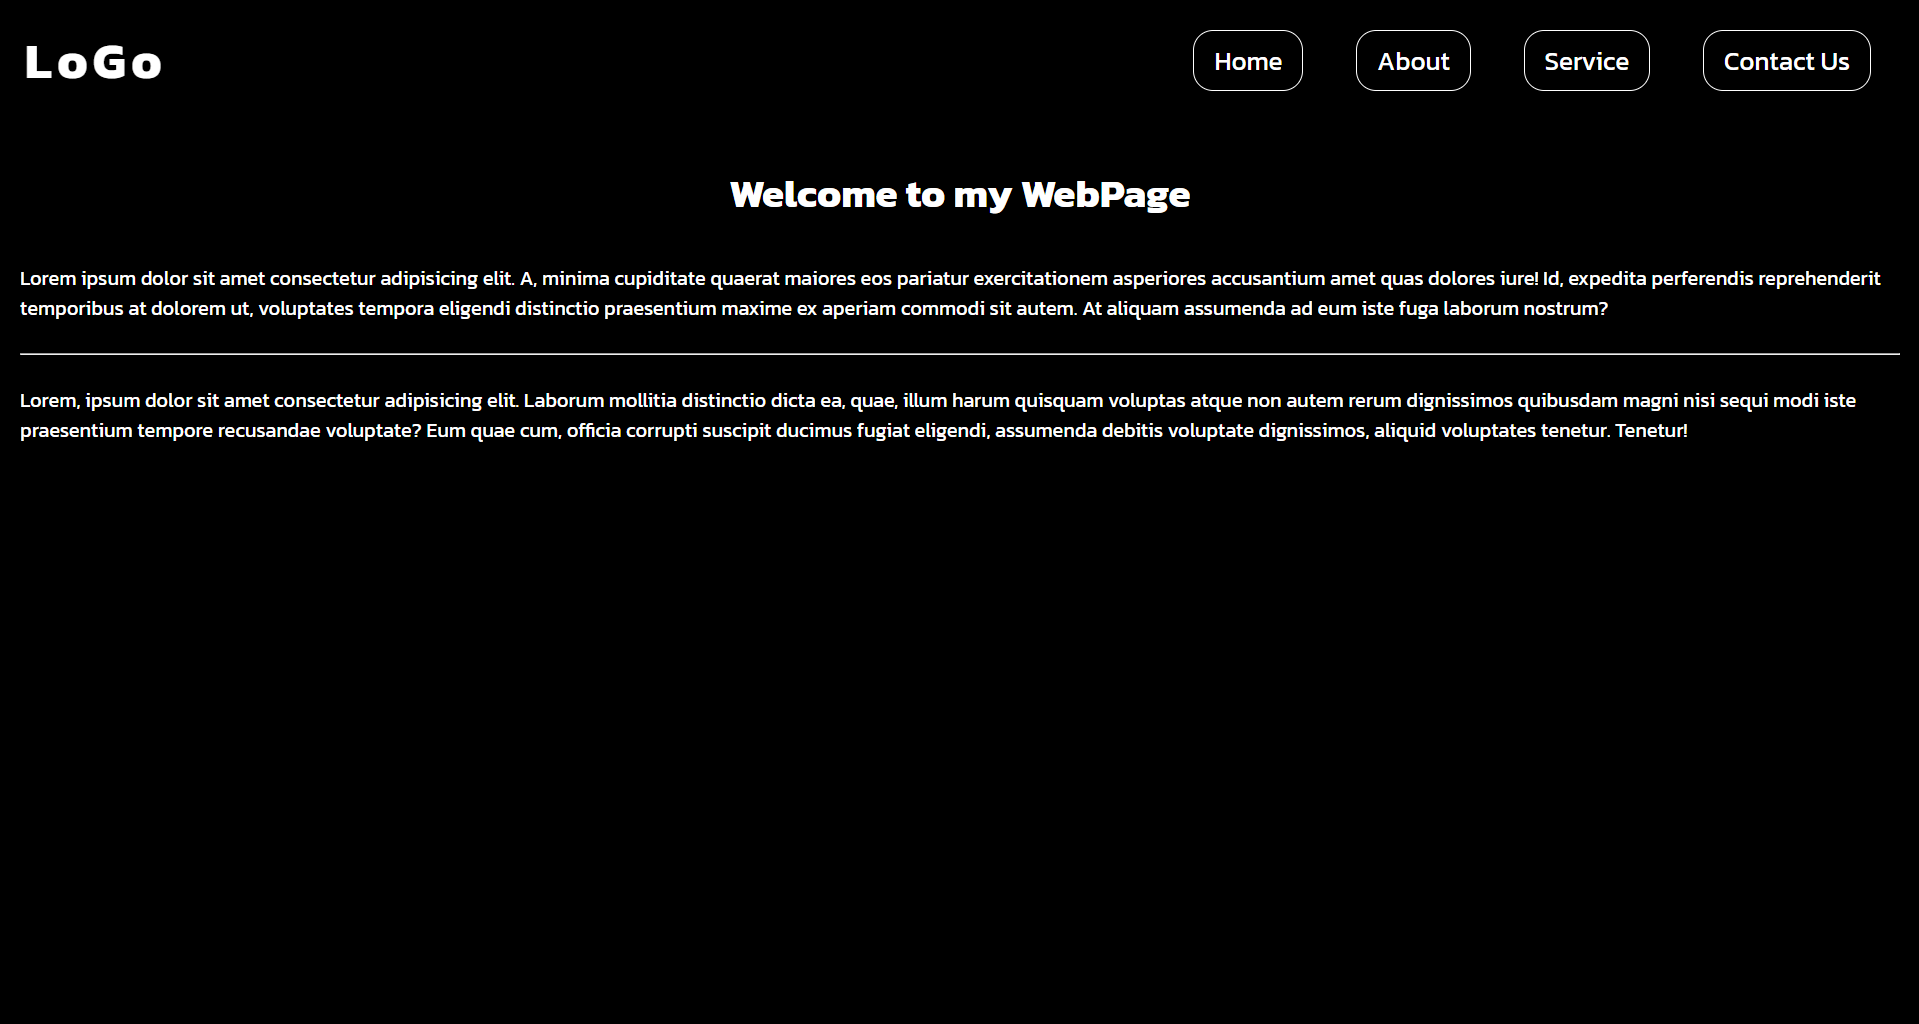 LoGo
Home
About
Service
Contact Us
Welcome to my WebPage
Lorem ipsum dolor sit amet consectetur adipisicing elit. A, minima cupiditate quaerat maiores eos pariatur exercitationem asperiores accusantium amet quas dolores iure! Id, expedita perferendis reprehenderit
temporibus at dolorem ut, voluptates tempora eligendi distinctio praesentium maxime ex aperiam commodi sit autem. At aliquam assumenda ad eum iste fuga laborum nostrum?
Lorem, ipsum dolor sit amet consectetur adipisicing elit. Laborum mollitia distinctio dicta ea, quae, illum harum quisquam voluptas atque non autem rerum dignissimos quibusdam magni nisi sequi modi iste
praesentium tempore recusandae voluptate? Eum quae cum, officia corrupti suscipit ducimus fugiat eligendi, assumenda debitis voluptate dignissimos, aliquid voluptates tenetur. Tenetur!